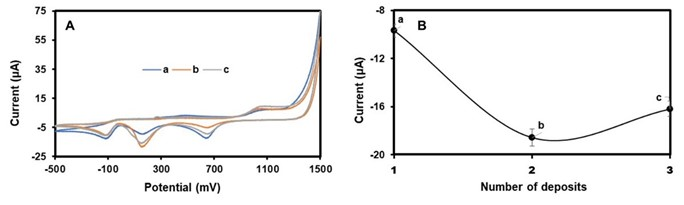 A
75
55
35
15
-5
-25
Current (µA)
a b c
-500 -100 300 700 1100 1500
Potential (mV)
B
-8
-12
-16
-20
Current (µA)
a
b
c
1 2 3
Number of deposits